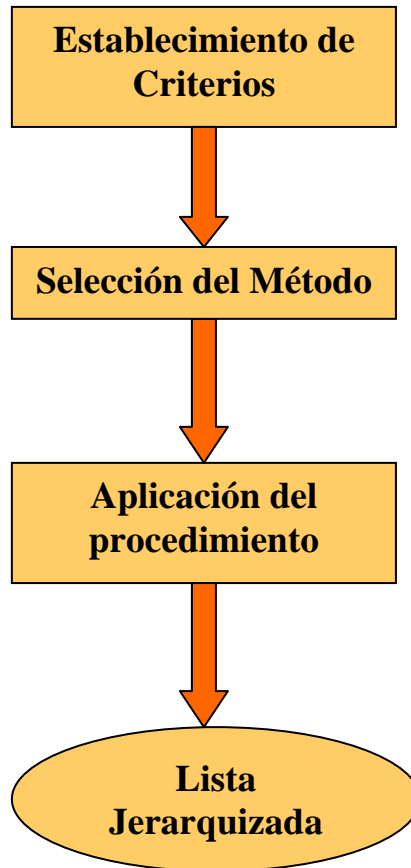 Establecimiento de
Criterios
Selección del Método
Aplicación del
procedimiento
Lista
Jerarquizada